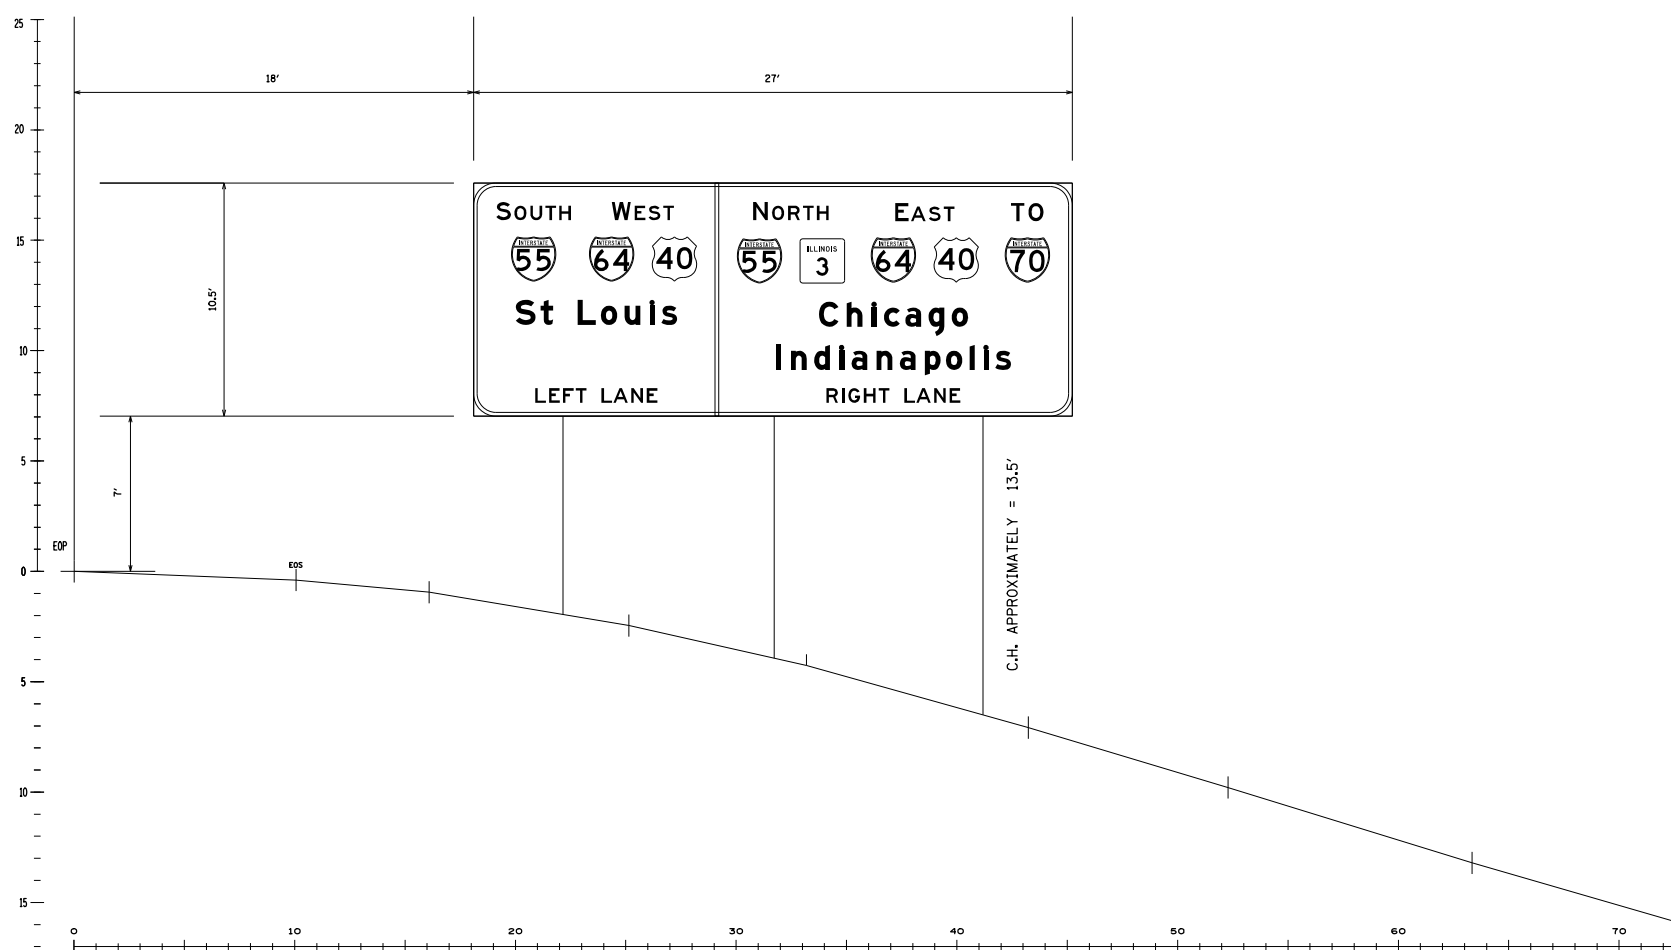 25
18'
27'
20
SOUTH WEST
NORTH EAST TO
15
INTERSTATE 55
INTERSTATE 64
40
INTERSTATE 55
ILLINOIS 3
INTERSTATE 64
40
INTERSTATE 70
10.5'
St Louis
Chicago
10
Indianapolis
LEFT LANE
RIGHT LANE
5
7'
C.H. APPROXIMATELY = 13.5'
EOP
0
EOS
5
10
15
0 10 20 30 40 50 60 70